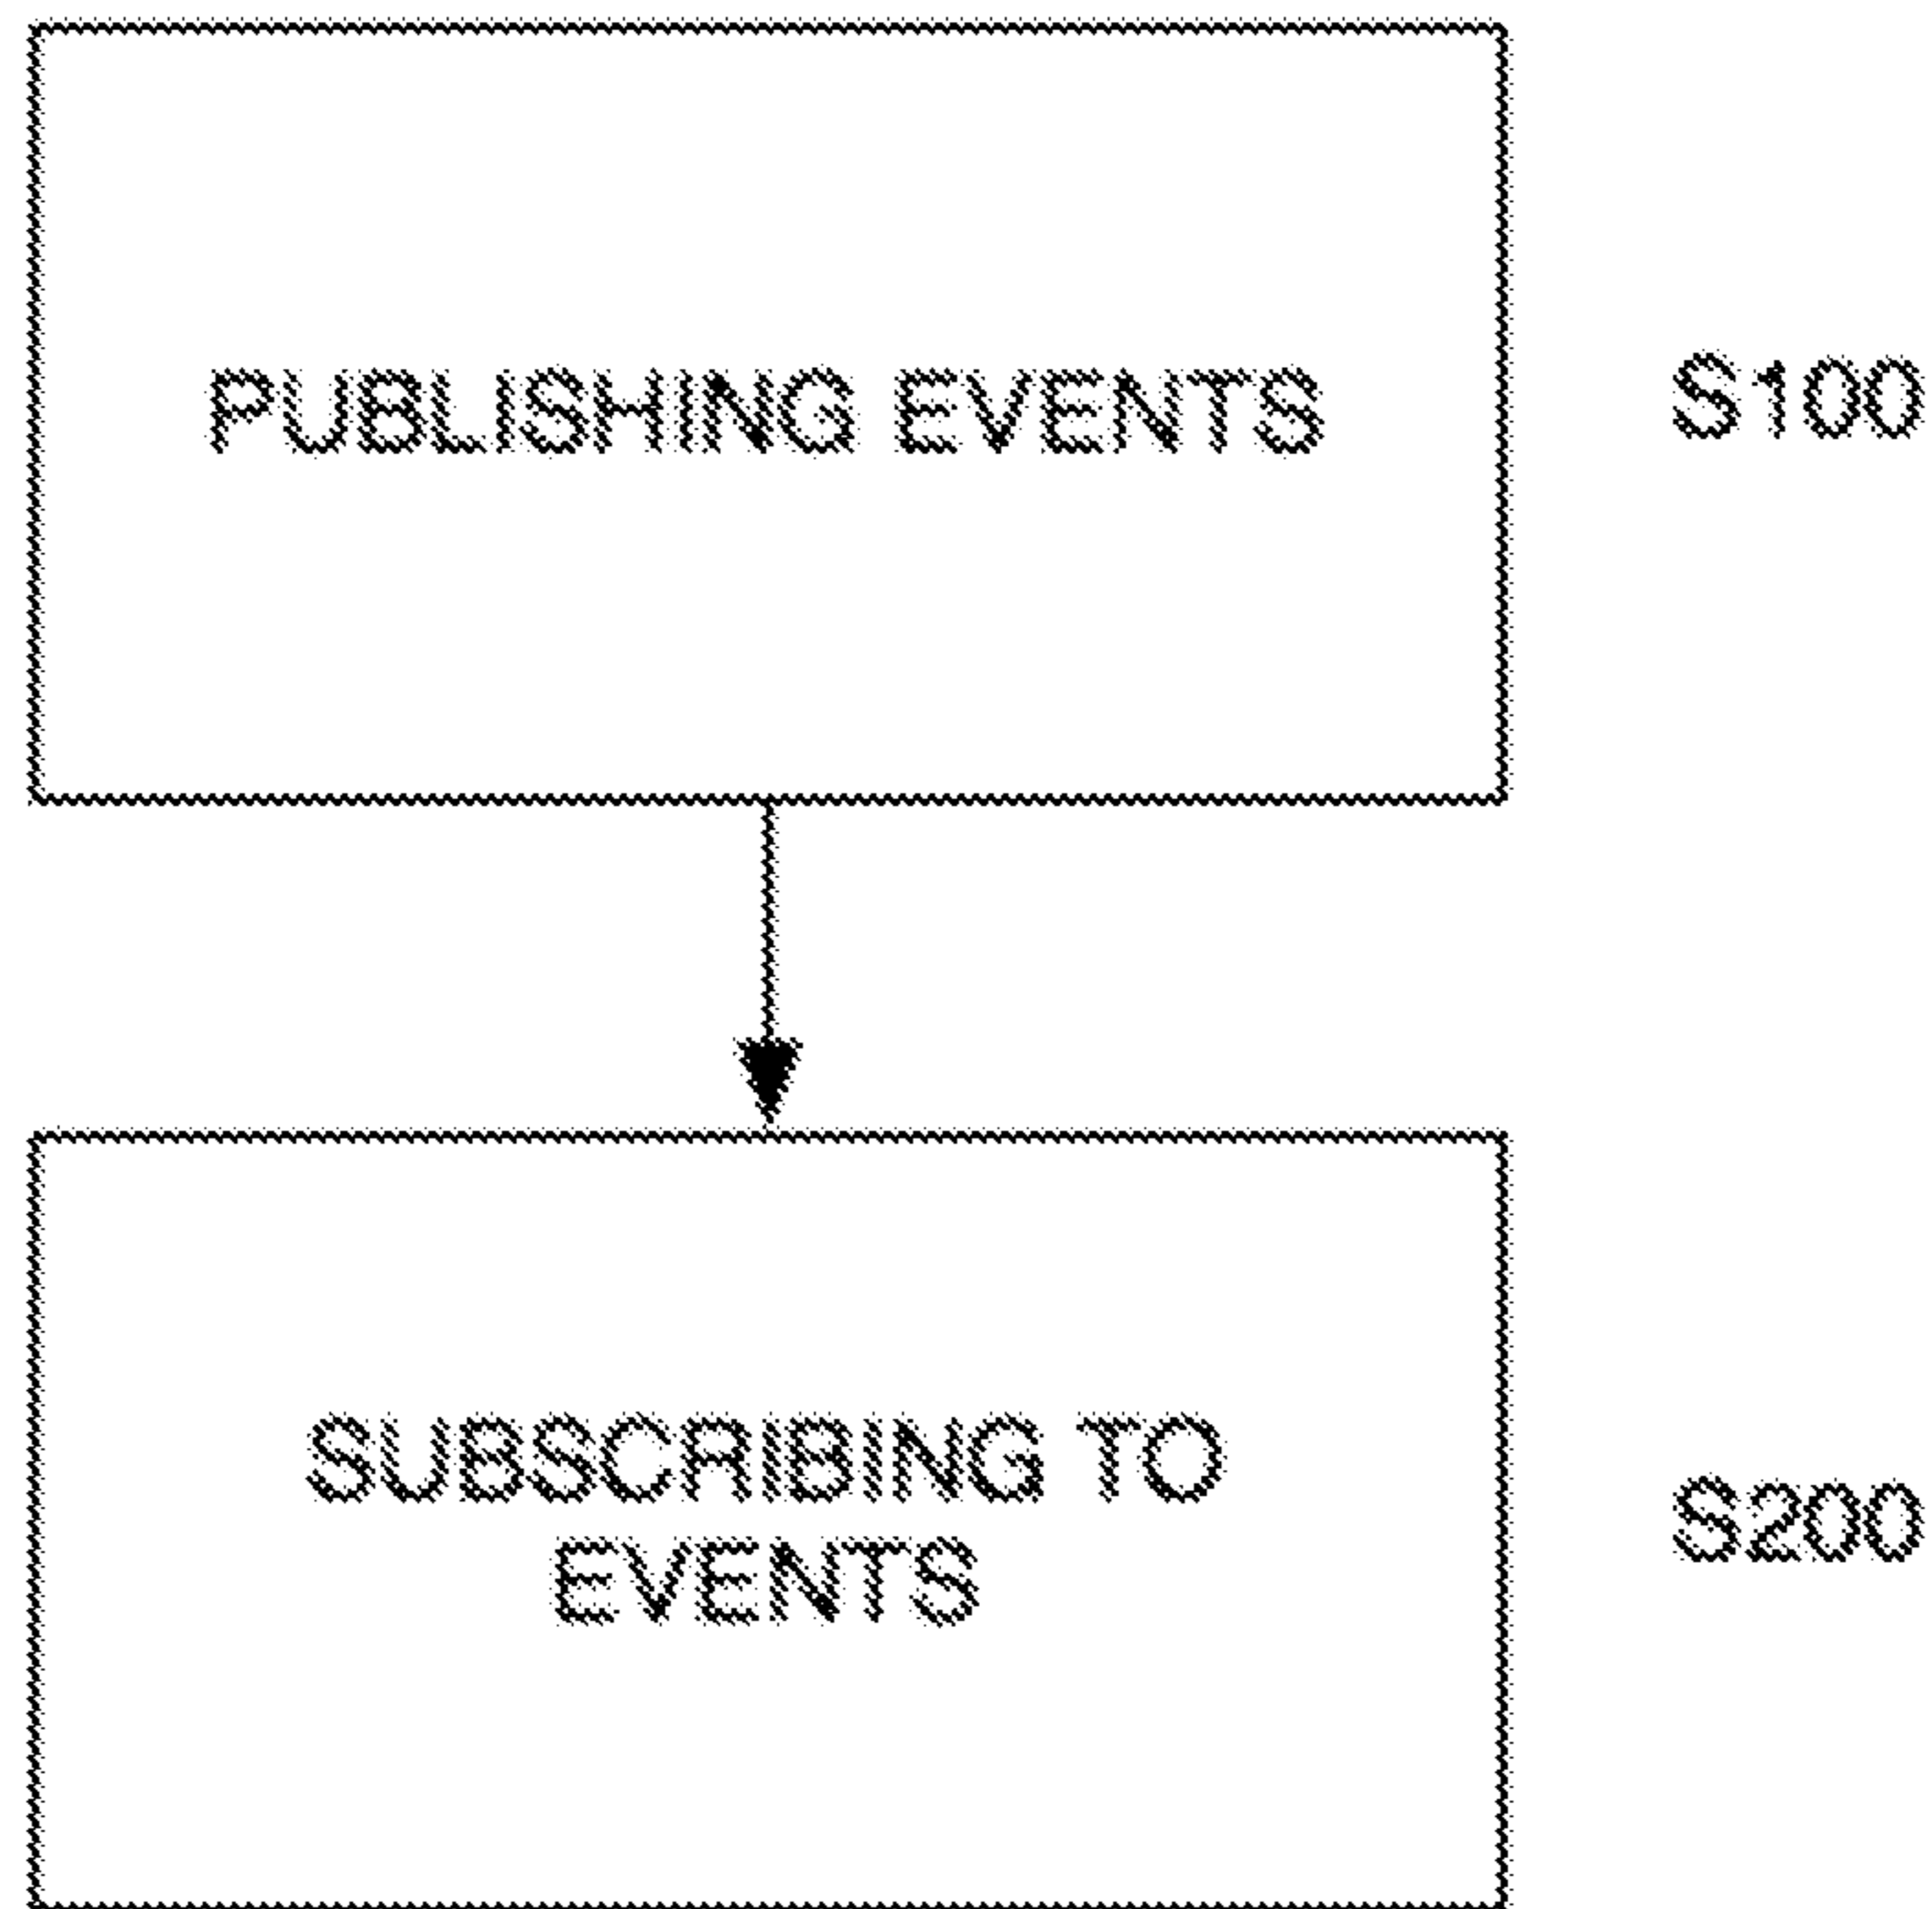 PUBLISHING EVENTS
S100
SUBSCRIBING TO
EVENTS
S200